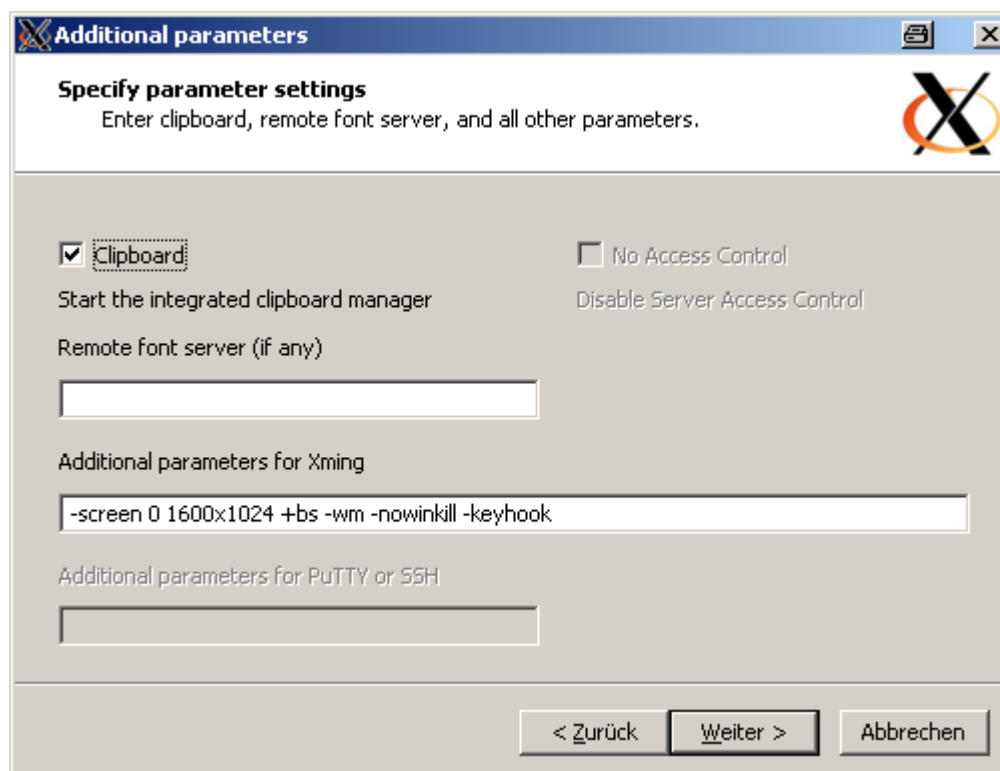 Additional parameters
Specify parameter settings
Enter clipboard, remote font server, and all other parameters.
Clipboard
No Access Control
Start the integrated clipboard manager
Disable Server Access Control
Remote font server (if any)
Additional parameters for Xming
-screen 0 1600x1024 +bs -wm -nowinkill -keyhook
Additional parameters for PuTTY or SSH
< Zurück
Weiter >
Abbrechen